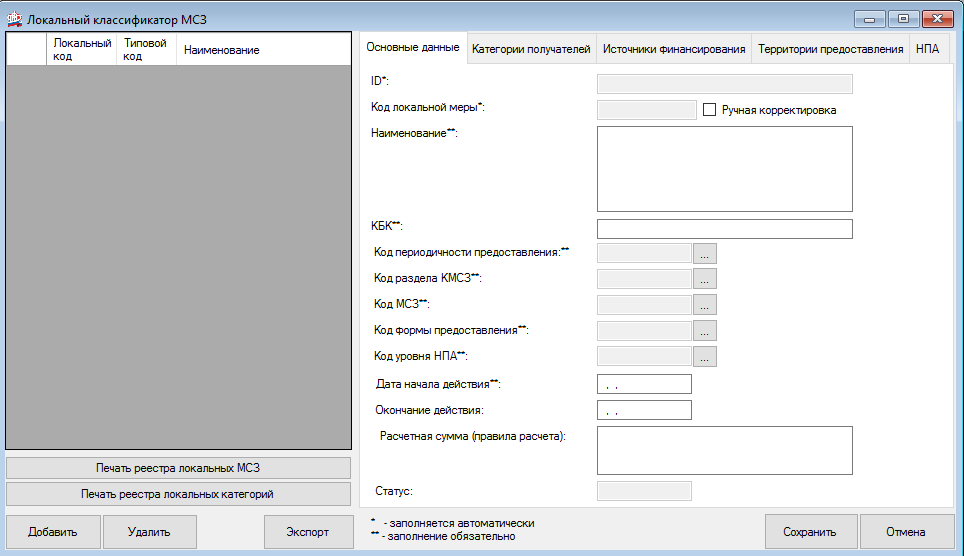 Локальный классификатор МСЗ
Локальный код
Типовой код
Наименование
Основные данные
Категории получателей
Источники финансирования
Территории предоставления
НПА
ID*:
Код локальной меры*:
Ручная корректировка
Наименование**:
КБК**:
Код периодичности предоставления:**
...
Код раздела КМСЗ**:
...
Код МСЗ**:
...
Код формы предоставления**:
...
Код уровня НПА**:
...
Дата начала действия**:
. .
Окончание действия:
. .
Расчетная сумма (правила расчета):
Статус:
Печать реестра локальных МСЗ
Печать реестра локальных категорий
Добавить
Удалить
Экспорт
* - заполняется автоматически
** - заполнение обязательно
Сохранить
Отмена